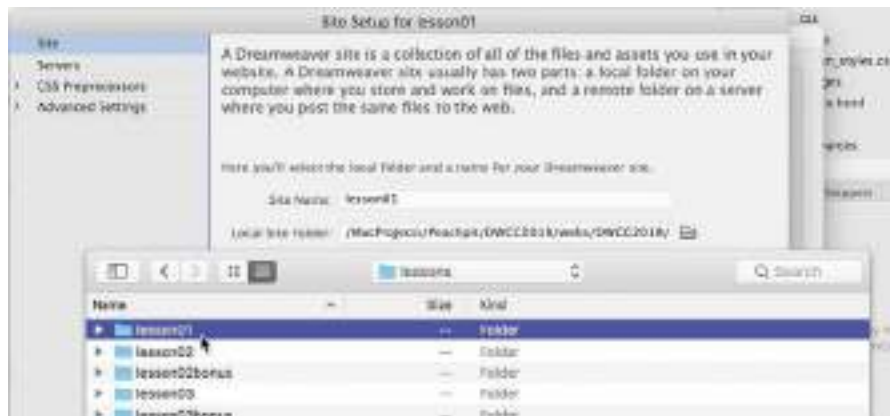 Site Setup for lesson01
Site
Servers
CSS Preprocessors
Advanced Settings
A Dreamweaver site is a collection of all of the files and assets you use in your
website. A Dreamweaver site usually has two parts: a local folder on your
computer where you store and work on files, and a remote folder on a server
where you post the same files to the web.
Here you'll select the local folder and a name for your Dreamweaver site.
Site Name: lesson01
Local Site Folder: /MacProjects/Peachpit/DWCC2018/webs/DWCC2018/
lessons
Search
Name Size Kind
lesson01 -- Folder
lesson02 -- Folder
lesson02bonus -- Folder
lesson03 -- Folder
lesson03bonus -- Folder